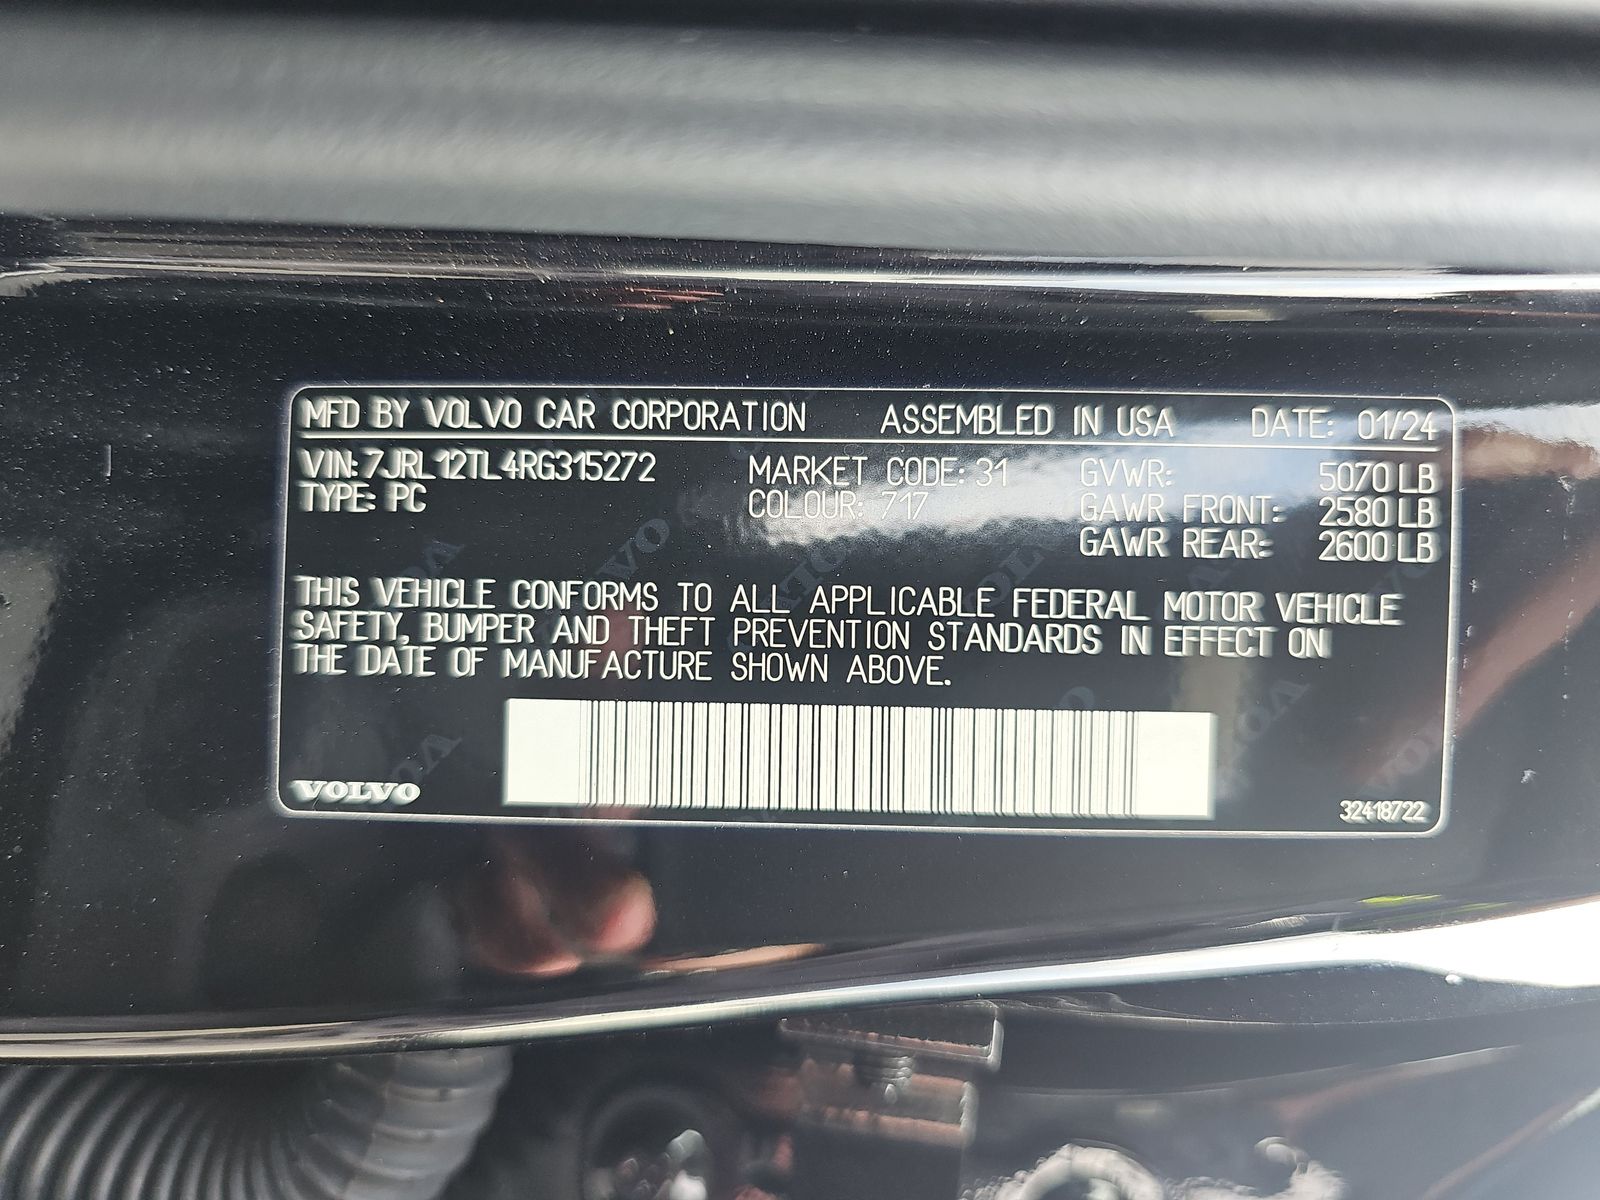 MFD BY VOLVO CAR CORPORATION ASSEMBLED IN USA DATE: 01/24
VIN: 7JRL12TL4RG315272 MARKET CODE: 31 GVWR: 5070 LB
TYPE: PC COLOUR: 717 GAWR FRONT: 2580 LB
GAWR REAR: 2600 LB
THIS VEHICLE CONFORMS TO ALL APPLICABLE FEDERAL MOTOR VEHICLE
SAFETY, BUMPER AND THEFT PREVENTION STANDARDS IN EFFECT ON
THE DATE OF MANUFACTURE SHOWN ABOVE.
VOLVO
32418722